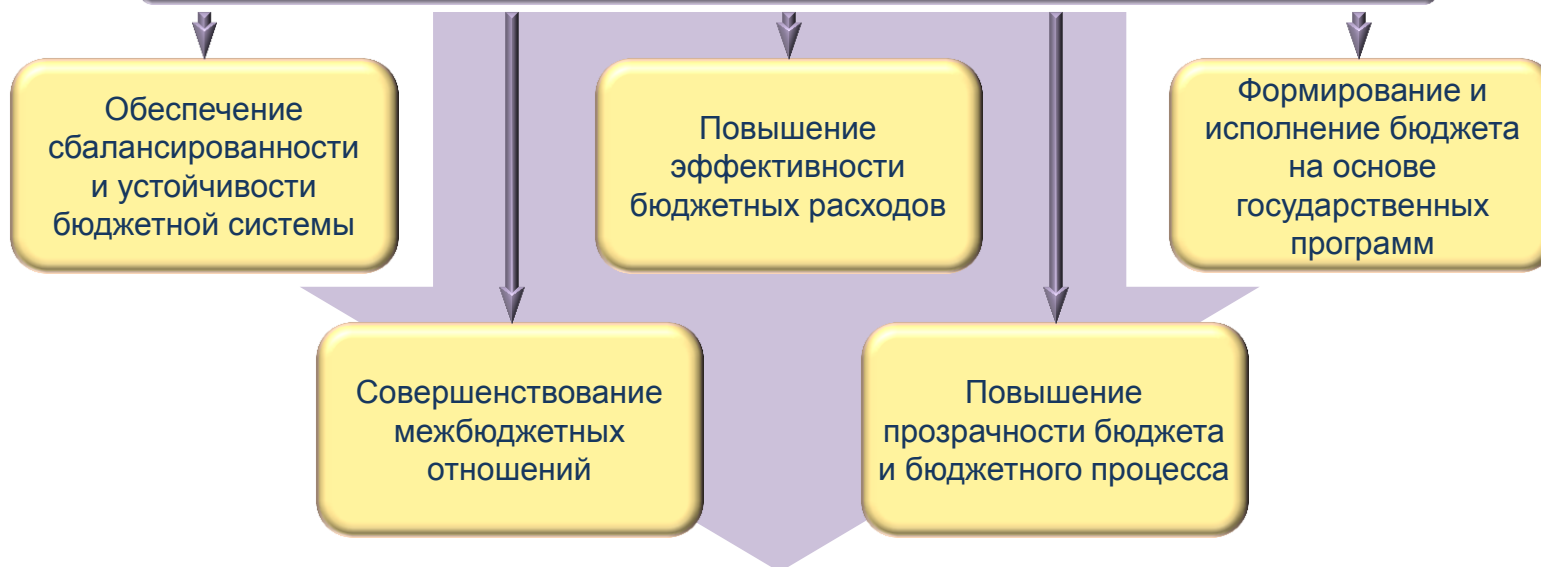 Обеспечение
сбалансированности
и устойчивости
бюджетной системы
Повышение
эффективности
бюджетных расходов
Формирование и
исполнение бюджета
на основе
государственных
программ
Совершенствование
межбюджетных
отношений
Повышение
прозрачности бюджета
и бюджетного процесса